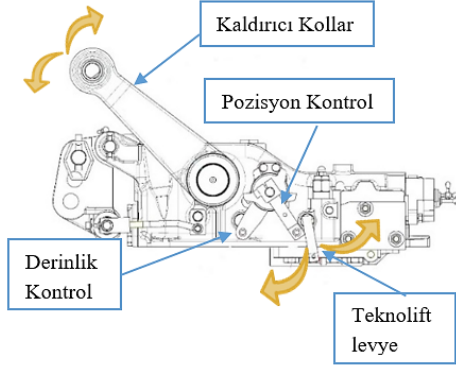 Kaldırıcı Kollar
Pozisyon Kontrol
Derinlik
Kontrol
Teknolift
levye